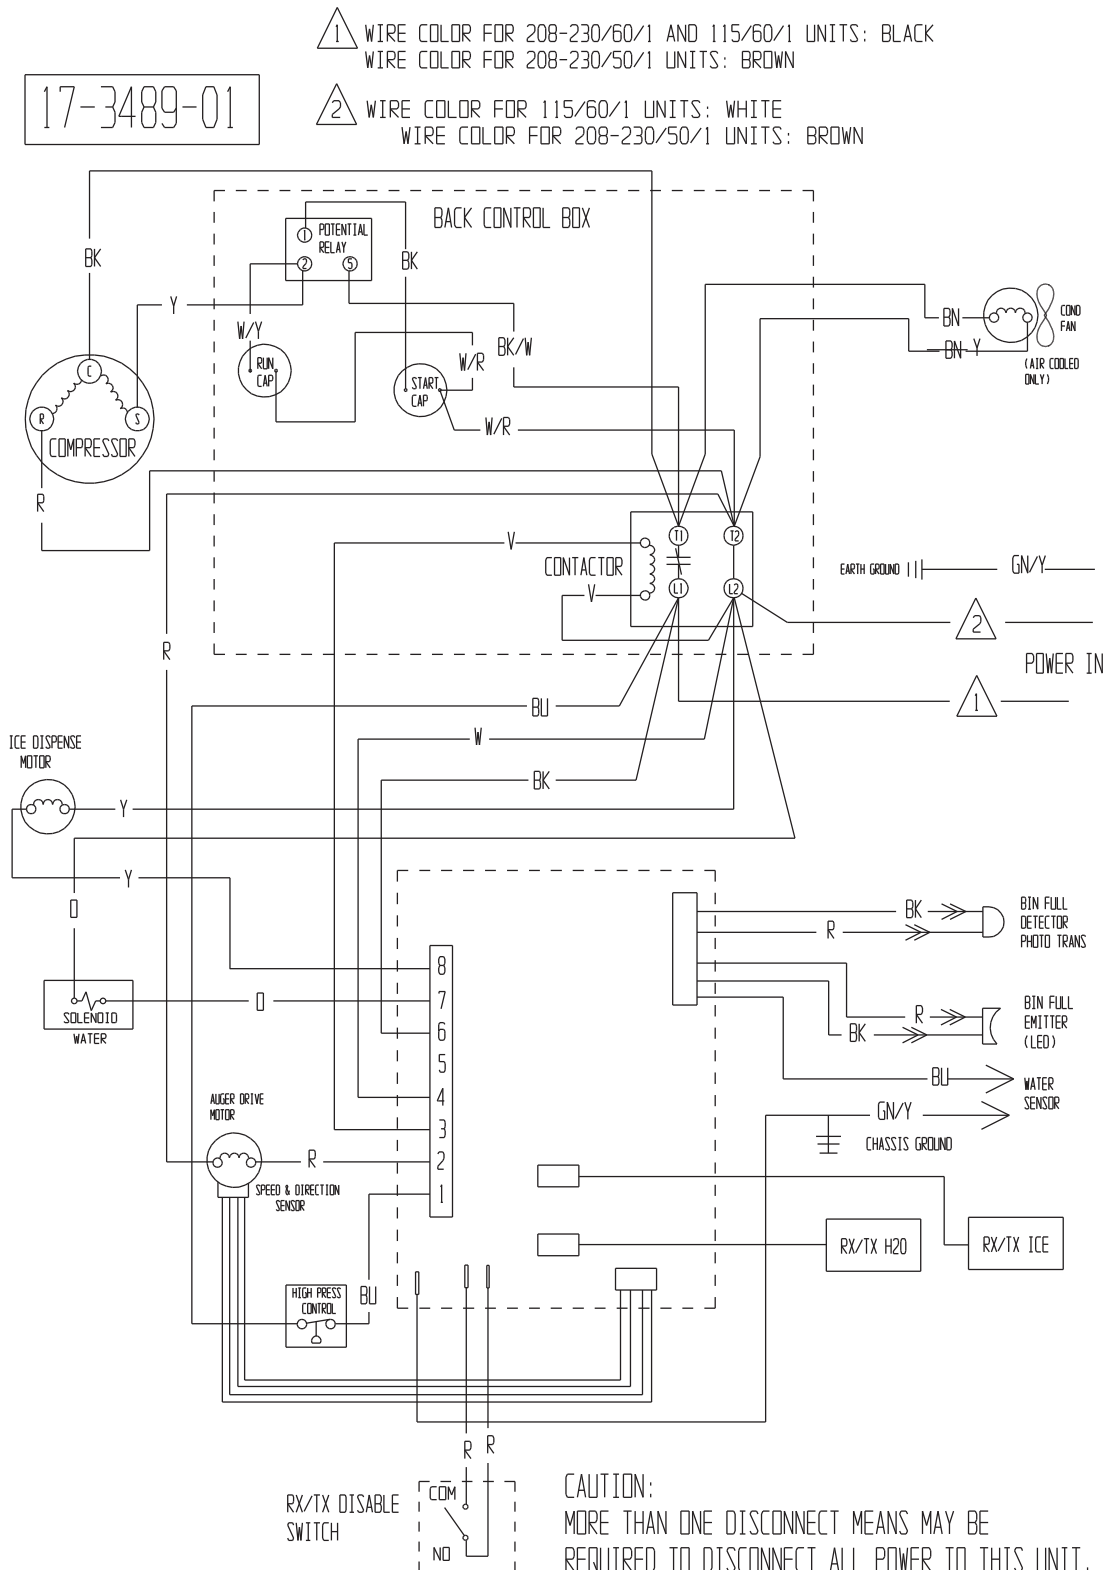 1 WIRE COLOR FOR 208-230/60/1 AND 115/60/1 UNITS: BLACK
WIRE COLOR FOR 208-230/50/1 UNITS: BROWN
17-3489-01
2 WIRE COLOR FOR 115/60/1 UNITS: WHITE
WIRE COLOR FOR 208-230/50/1 UNITS: BROWN
BACK CONTROL BOX
1 POTENTIAL
RELAY
2 5
BK
BK
Y
W/Y
RUN
CAP
START
CAP
W/R
BK/W
W/R
BN
BN Y
COND
FAN
(AIR COOLED
ONLY)
C
R S
COMPRESSOR
R
T1 T2
V
CONTACTOR
V
L1 L2
EARTH GROUND
GN/Y
2
POWER IN
1
R
BU
W
BK
ICE DISPENSE
MOTOR
Y
Y
O
SOLENOID
WATER
O
8
7
6
5
4
3
2
1
BK
R
BIN FULL
DETECTOR
PHOTO TRANS
R
BK
BIN FULL
EMITTER
(LED)
BU
WATER
SENSOR
GN/Y
CHASSIS GROUND
AUGER DRIVE
MOTOR
R
SPEED & DIRECTION
SENSOR
RX/TX H2O
RX/TX ICE
HIGH PRESS
CONTROL
BU
R R
RX/TX DISABLE
SWITCH
COM
NO
CAUTION:
MORE THAN ONE DISCONNECT MEANS MAY BE
REQUIRED TO DISCONNECT ALL POWER TO THIS UNIT.